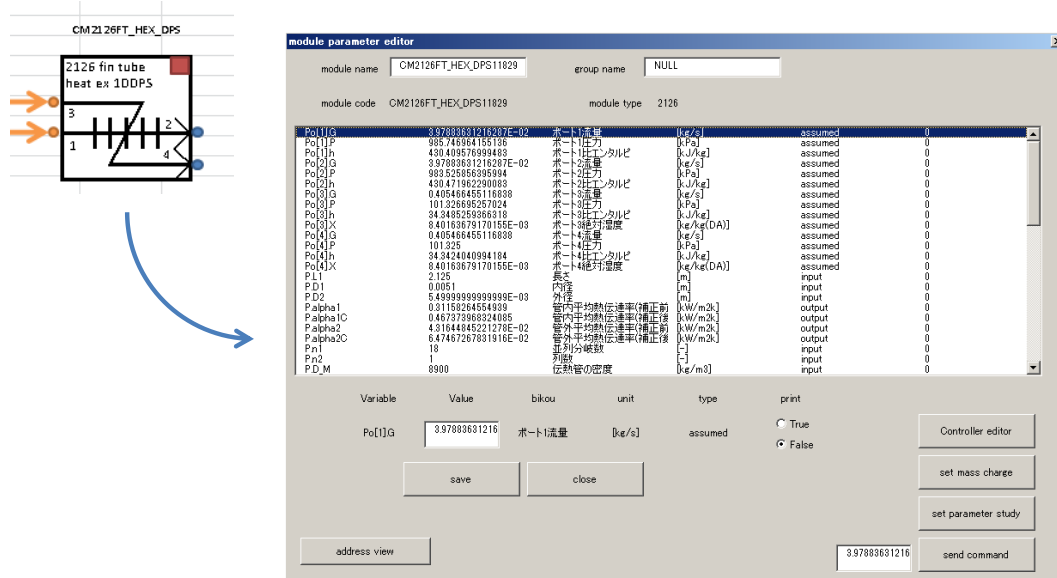 CM2126FT_HEX_DPS
2126 fin tube
heat ex 1DDPS
3
1
2
4
module parameter editor
module name CM2126FT_HEX_DPS11829 group name NULL
module code CM2126FT_HEX_DPS11829 module type 2126
Po[1].G 3.97883631216287E-02 ポート1流量 [kg/s] assumed 0
Po[1].P 985.746964155136 ポート1圧力 [kPa] assumed 0
Po[1].h 430.409576999483 ポート1比エンタルピ [kJ/kg] assumed 0
Po[2].G 3.97883631216287E-02 ポート2流量 [kg/s] assumed 0
Po[2].P 983.525856395994 ポート2圧力 [kPa] assumed 0
Po[2].h 430.471962290083 ポート2比エンタルピ [kJ/kg] assumed 0
Po[3].G 0.405466455116838 ポート3流量 [kg/s] assumed 0
Po[3].P 101.326695257024 ポート3圧力 [kPa] assumed 0
Po[3].h 34.3485259366318 ポート3比エンタルピ [kJ/kg] assumed 0
Po[3].X 8.40163679170155E-03 ポート3絶対湿度 [kg/kg(DA)] assumed 0
Po[4].G 0.405466455116838 ポート4流量 [kg/s] assumed 0
Po[4].P 101.325 ポート4圧力 [kPa] assumed 0
Po[4].h 34.3424040994184 ポート4比エンタルピ [kJ/kg] assumed 0
Po[4].X 8.40163679170155E-03 ポート4絶対湿度 [kg/kg(DA)] assumed 0
P.L1 2.125 長さ [m] input 0
P.D1 0.0051 内径 [m] input 0
P.D2 5.49999999999999E-03 外径 [m] input 0
P.alpha1 0.31158264554939 管内平均熱伝達率(補正前 [kW/m2k] output 0
P.alpha1C 0.467373968324085 管内平均熱伝達率(補正後 [kW/m2k] output 0
P.alpha2 4.31644845221278E-02 管外平均熱伝達率(補正前 [kW/m2k] output 0
P.alpha2C 6.47467267831916E-02 管外平均熱伝達率(補正後 [kW/m2k] output 0
P.n1 18 並列分岐数 [-] input 0
P.n2 1 列数 [-] input 0
P.D_M 8900 伝熱管の密度 [kg/m3] input 0
Variable Value bikou unit type print
Po[1].G 3.97883631216 ポート1流量 [kg/s] assumed
True
False
Controller editor
save close
set mass charge
set parameter study
address view
3.97883631216 send command